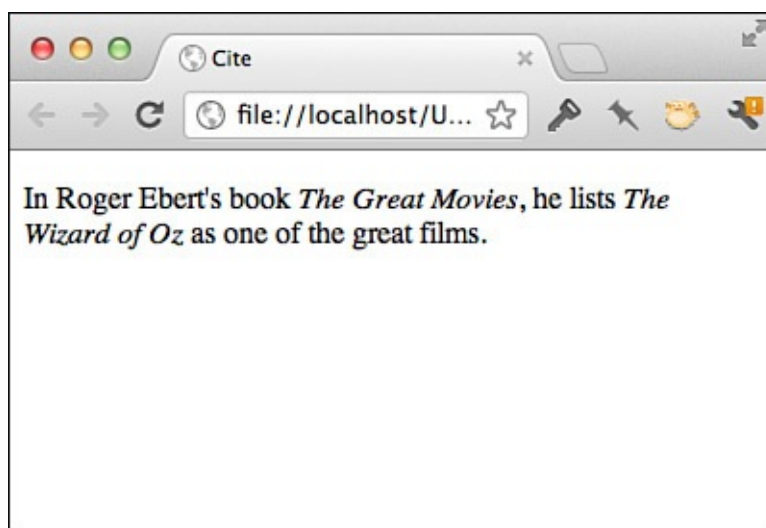 Cite
file://localhost/U...
In Roger Ebert's book The Great Movies, he lists The
Wizard of Oz as one of the great films.